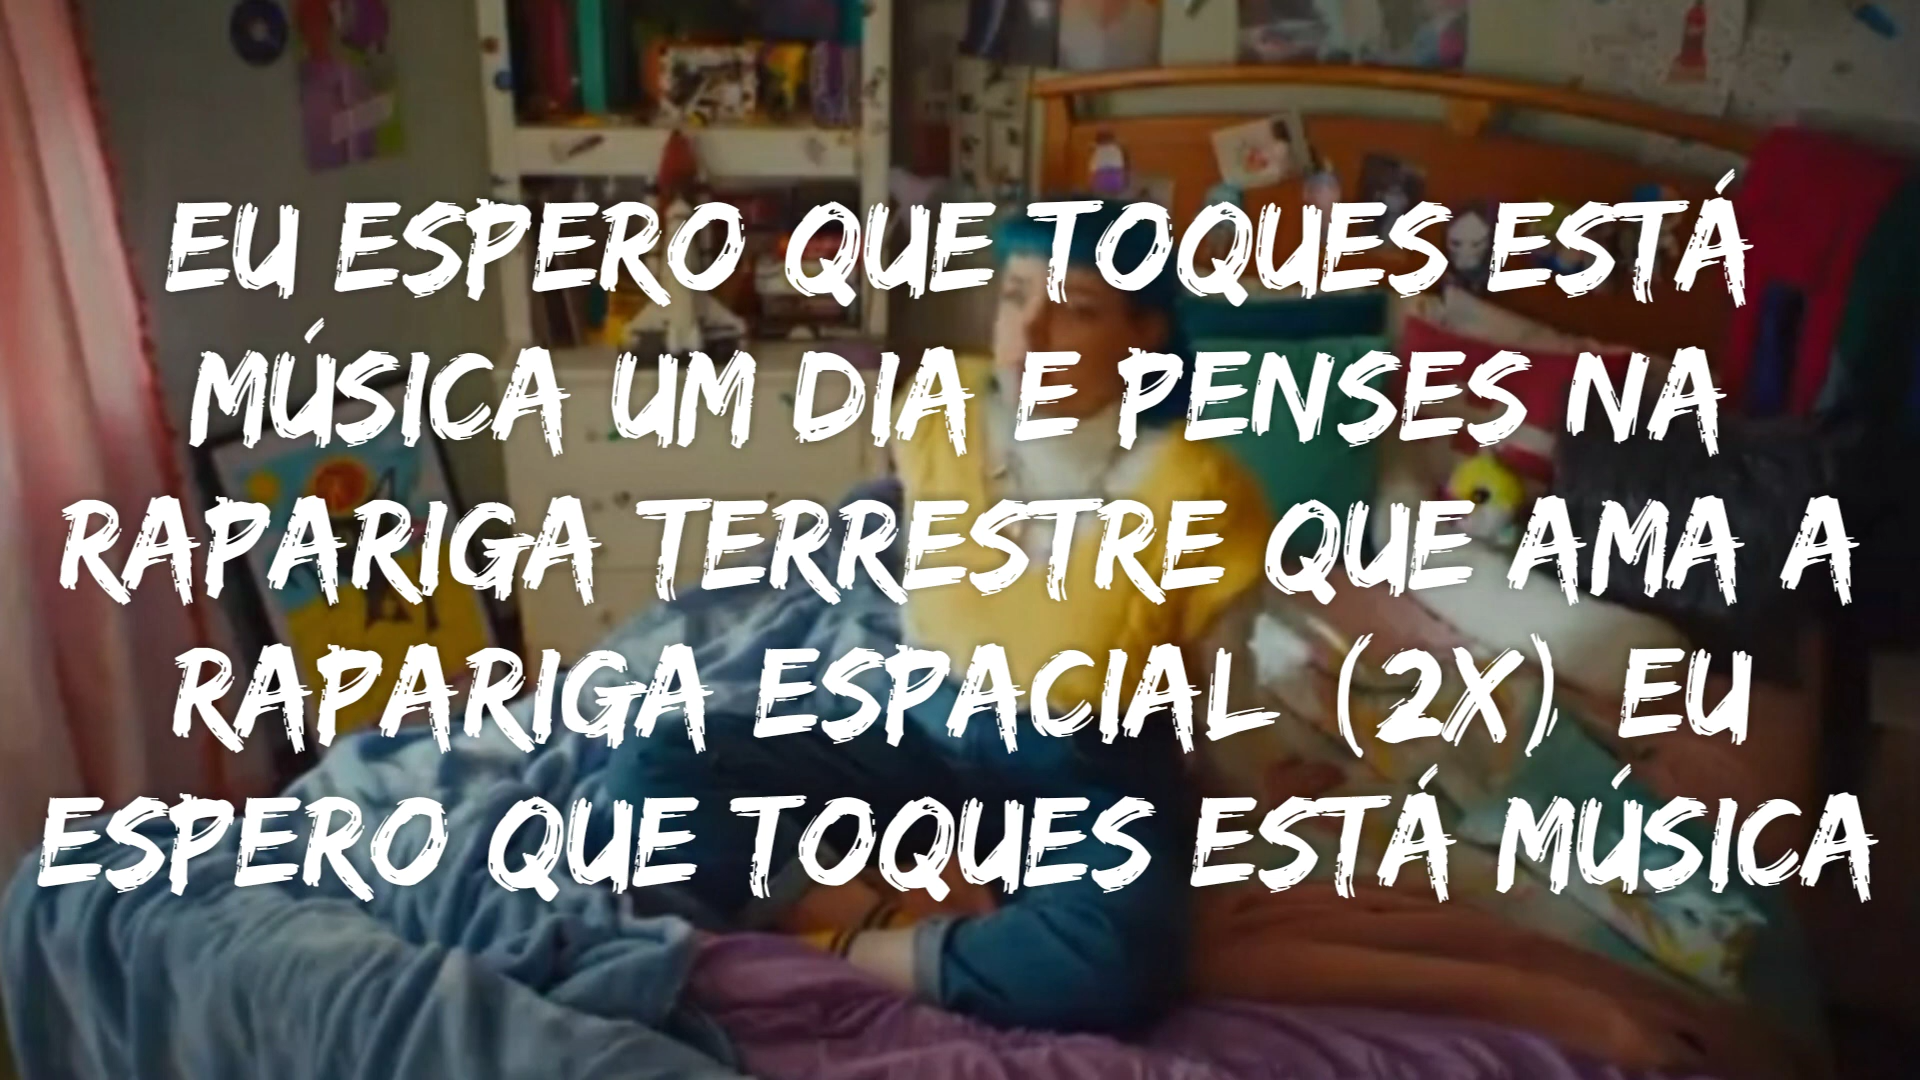 EU ESPERO QUE TOQUES ESTÁ
MÚSICA UM DIA E PENSES NA
RAPARIGA TERRESTRE QUE AMA A
RAPARIGA ESPACIAL (2X) EU
ESPERO QUE TOQUES ESTÁ MÚSICA